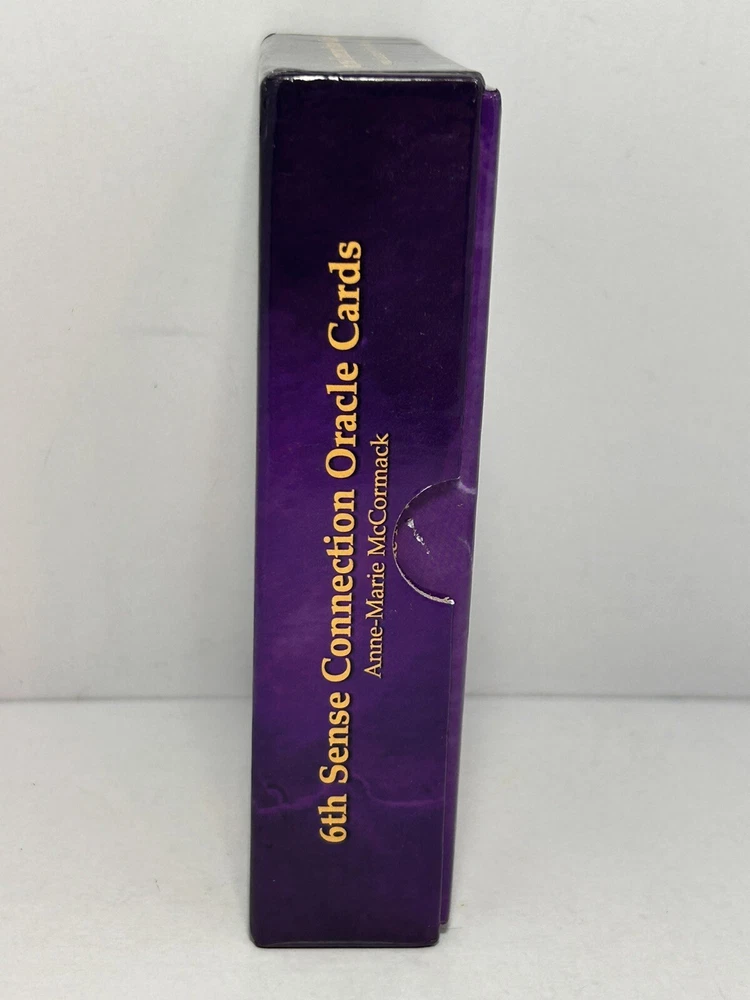 6th Sense Connection Oracle Cards
Anne-Marie McCormack